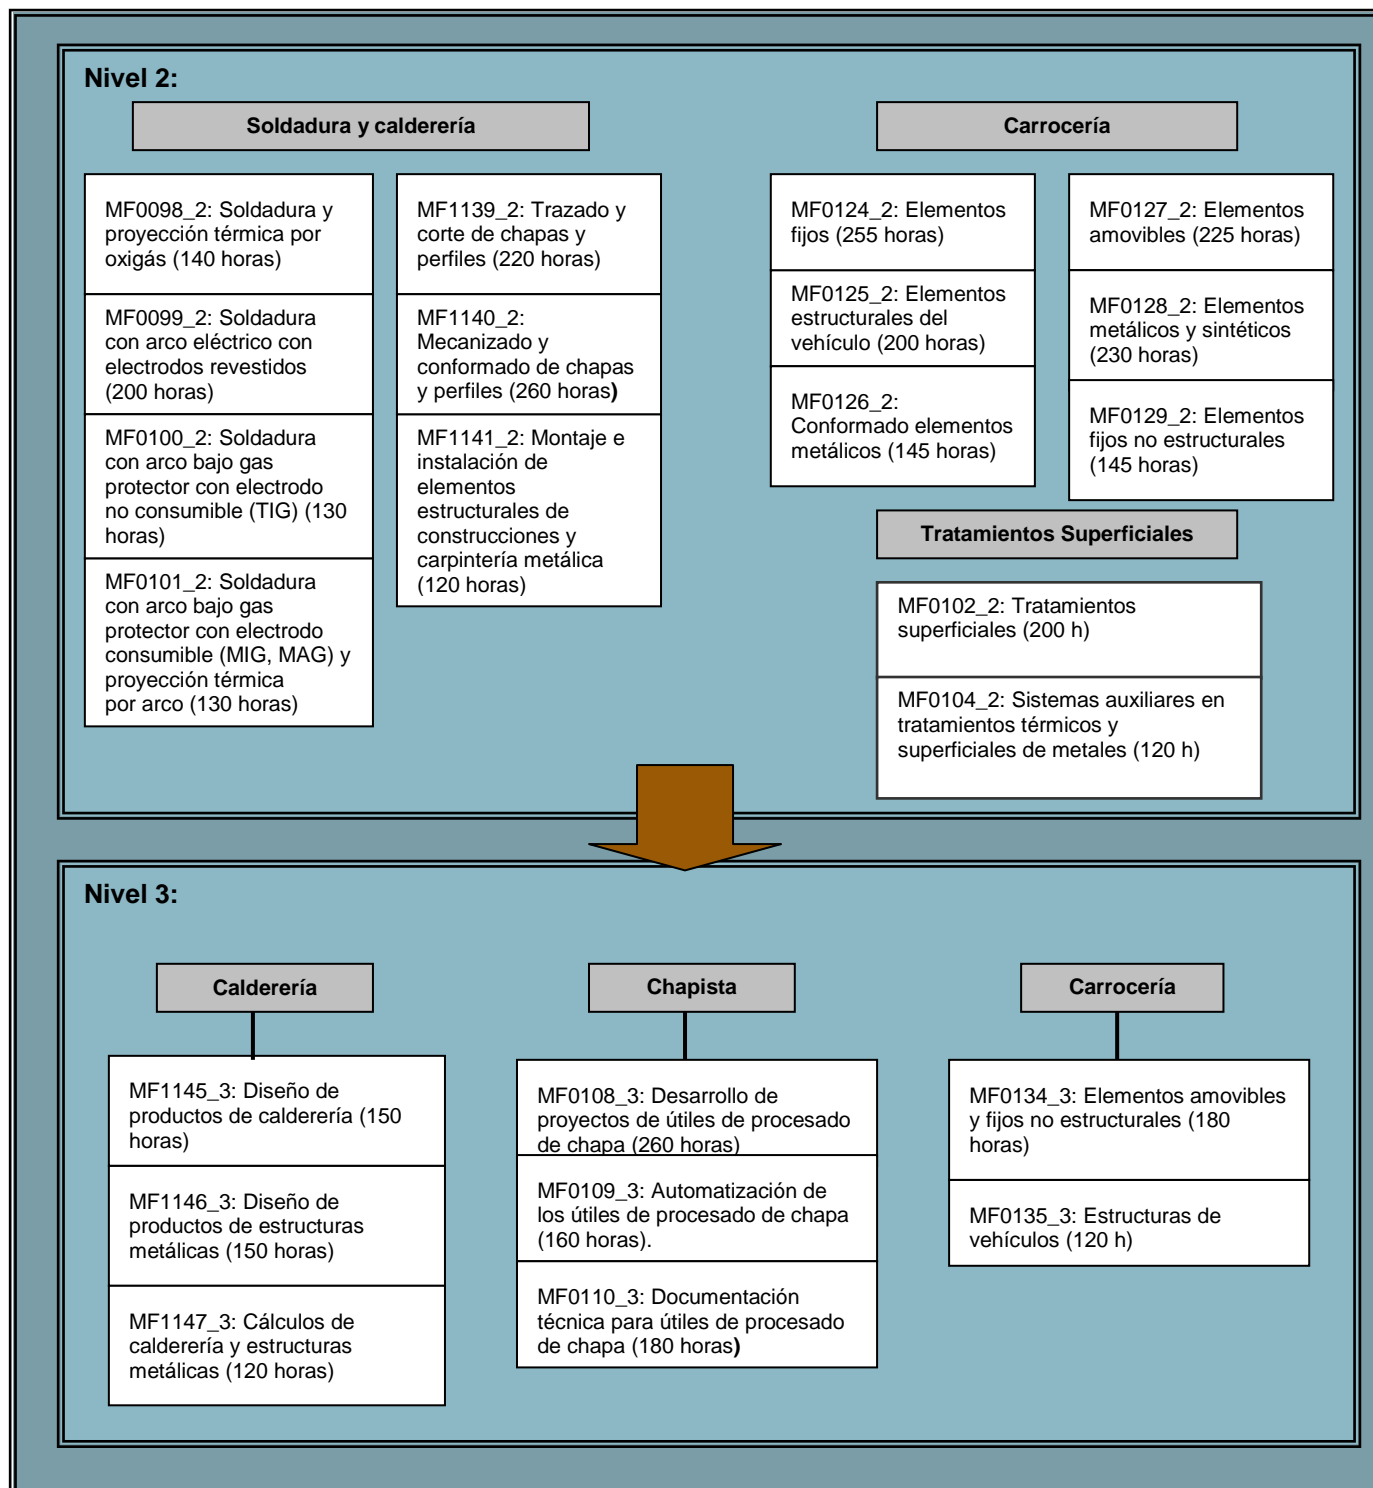 Nivel 2:
Soldadura y calderería
MF0098_2: Soldadura y
proyección térmica por
oxigás (140 horas)
MF0099_2: Soldadura
con arco eléctrico con
electrodos revestidos
(200 horas)
MF0100_2: Soldadura
con arco bajo gas
protector con electrodo
no consumible (TIG) (130
horas)
MF0101_2: Soldadura
con arco bajo gas
protector con electrodo
consumible (MIG, MAG) y
proyección térmica
por arco (130 horas)
MF1139_2: Trazado y
corte de chapas y
perfiles (220 horas)
MF1140_2:
Mecanizado y
conformado de chapas
y perfiles (260 horas)
MF1141_2: Montaje e
instalación de
elementos
estructurales de
construcciones y
carpintería metálica
(120 horas)
Carrocería
MF0124_2: Elementos
fijos (255 horas)
MF0125_2: Elementos
estructurales del
vehículo (200 horas)
MF0126_2:
Conformado elementos
metálicos (145 horas)
MF0127_2: Elementos
amovibles (225 horas)
MF0128_2: Elementos
metálicos y sintéticos
(230 horas)
MF0129_2: Elementos
fijos no estructurales
(145 horas)
Tratamientos Superficiales
MF0102_2: Tratamientos
superficiales (200 h)
MF0104_2: Sistemas auxiliares en
tratamientos térmicos y
superficiales de metales (120 h)
Nivel 3:
Calderería
MF1145_3: Diseño de
productos de calderería (150
horas)
MF1146_3: Diseño de
productos de estructuras
metálicas (150 horas)
MF1147_3: Cálculos de
calderería y estructuras
metálicas (120 horas)
Chapista
MF0108_3: Desarrollo de
proyectos de útiles de procesado
de chapa (260 horas)
MF0109_3: Automatización de
los útiles de procesado de chapa
(160 horas).
MF0110_3: Documentación
técnica para útiles de procesado
de chapa (180 horas)
Carrocería
MF0134_3: Elementos amovibles
y fijos no estructurales (180
horas)
MF0135_3: Estructuras de
vehículos (120 h)